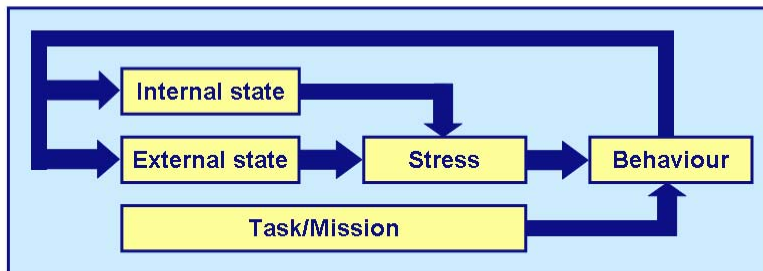 Internal state
External state
Stress
Behaviour
Task/Mission